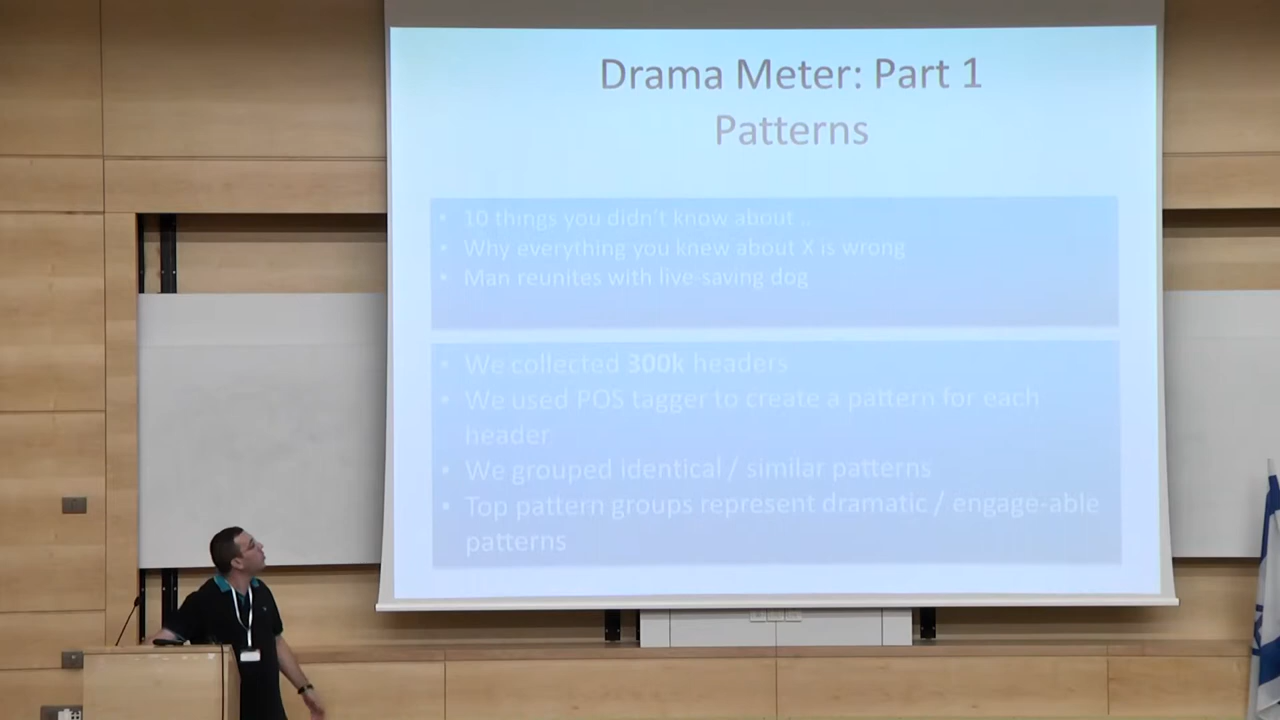 Drama Meter: Part 1
Patterns
• 10 things you didn't know about ..
• Why everything you knew about X is wrong
• Man reunites with live-saving dog
• We collected 300k headers
• We used POS tagger to create a pattern for each
header
• We grouped identical / similar patterns
• Top pattern groups represent dramatic / engage-able
patterns